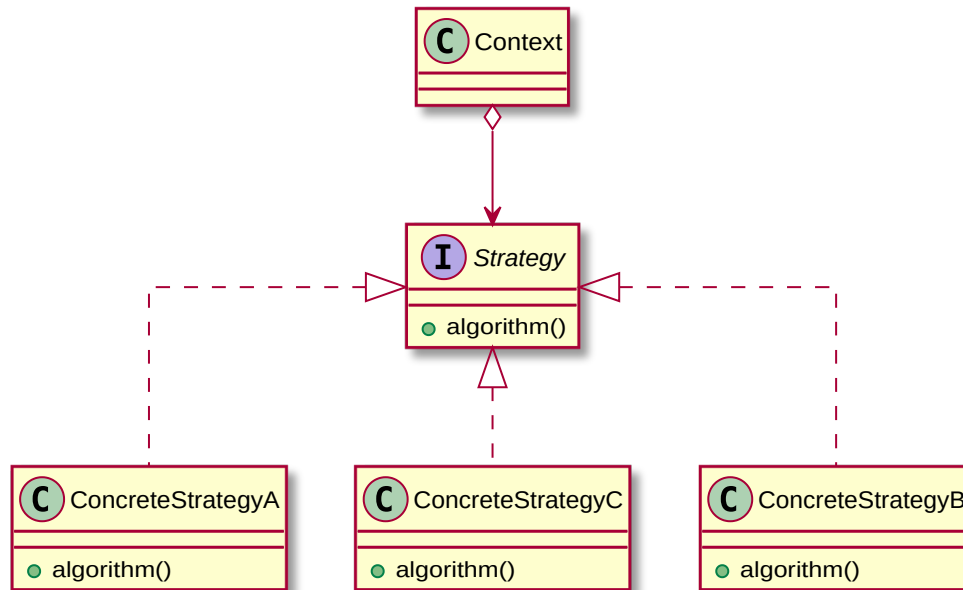 C Context
I Strategy
algorithm()
C ConcreteStrategyA
algorithm()
C ConcreteStrategyC
algorithm()
C ConcreteStrategyB
algorithm()